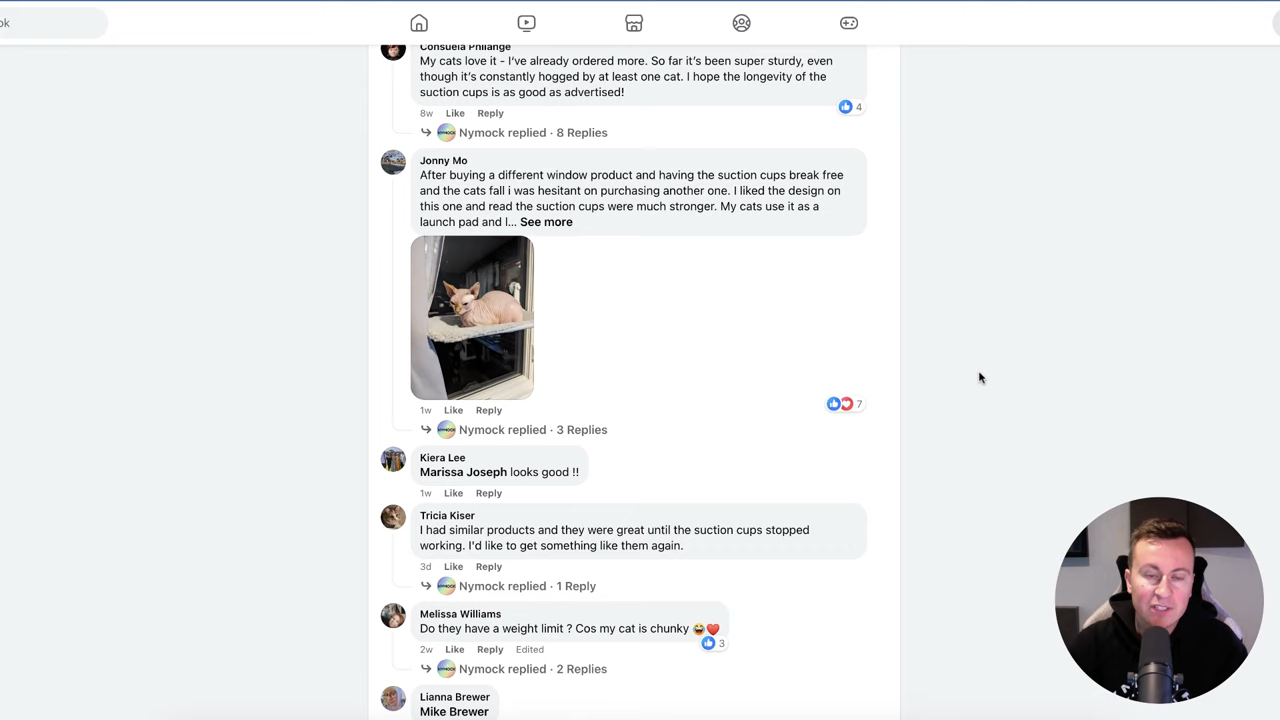 ok
Consuela Philange
My cats love it - I've already ordered more. So far it's been super sturdy, even
though it's constantly hogged by at least one cat. I hope the longevity of the
suction cups is as good as advertised!
4
8w Like Reply
Nymock replied · 8 Replies
Jonny Mo
After buying a different window product and having the suction cups break free
and the cats fall i was hesitant on purchasing another one. I liked the design on
this one and read the suction cups were much stronger. My cats use it as a
launch pad and l... See more
7
1w Like Reply
Nymock replied · 3 Replies
Kiera Lee
Marissa Joseph looks good !!
1w Like Reply
Tricia Kiser
I had similar products and they were great until the suction cups stopped
working. I'd like to get something like them again.
3d Like Reply
Nymock replied · 1 Reply
Melissa Williams
Do they have a weight limit ? Cos my cat is chunky 😂❤️
3
2w Like Reply Edited
Nymock replied · 2 Replies
Lianna Brewer
Mike Brewer